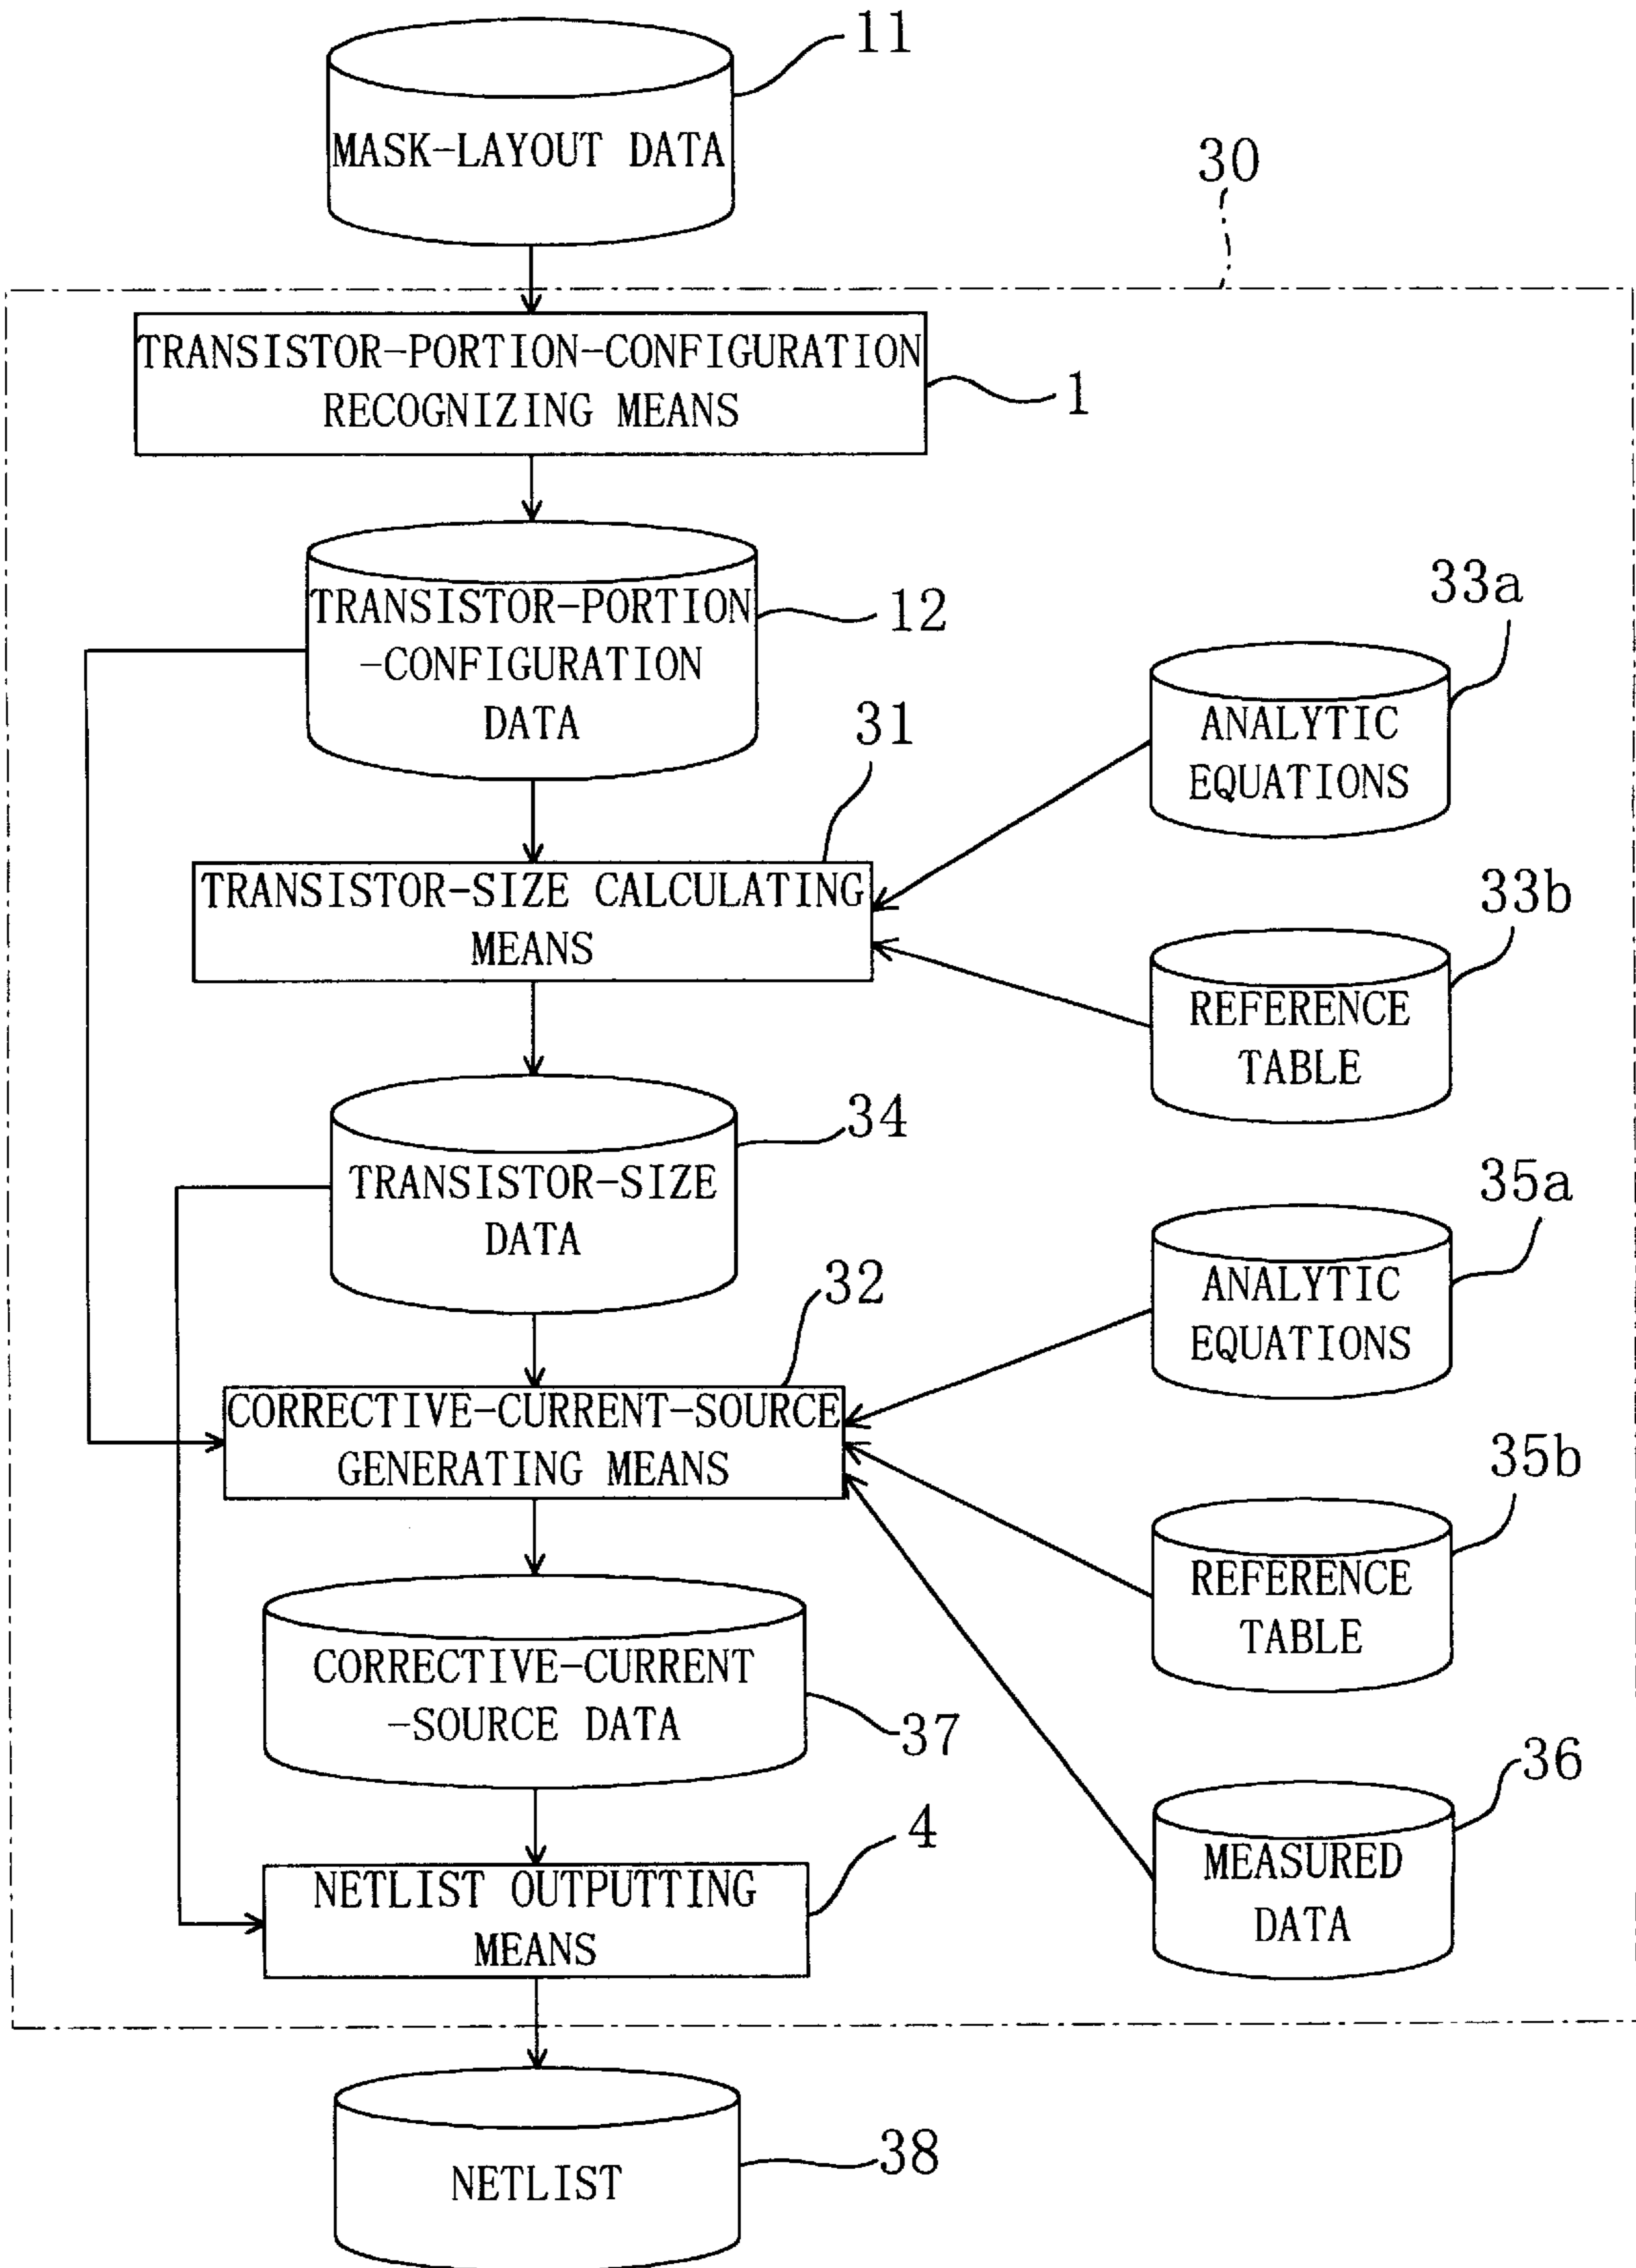 11
MASK-LAYOUT DATA
30
TRANSISTOR-PORTION-CONFIGURATION
RECOGNIZING MEANS
1
TRANSISTOR-PORTION
-CONFIGURATION
DATA
12
33a
ANALYTIC
EQUATIONS
31
TRANSISTOR-SIZE CALCULATING
MEANS
33b
REFERENCE
TABLE
34
TRANSISTOR-SIZE
DATA
35a
ANALYTIC
EQUATIONS
32
CORRECTIVE-CURRENT-SOURCE
GENERATING MEANS
35b
REFERENCE
TABLE
CORRECTIVE-CURRENT
-SOURCE DATA
37
36
MEASURED
DATA
4
NETLIST OUTPUTTING
MEANS
38
NETLIST